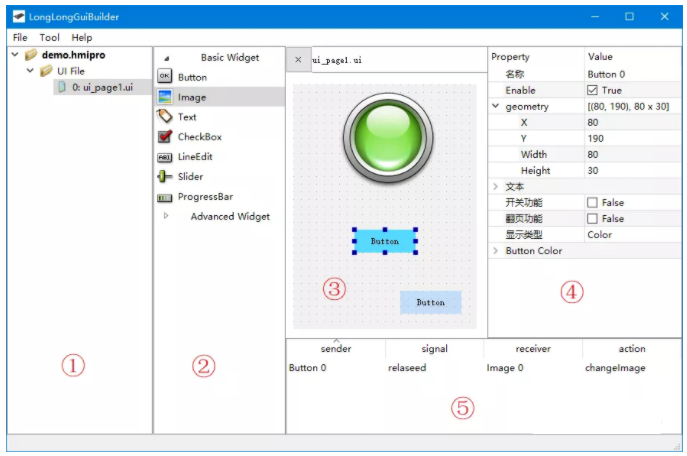 LongLongGuiBuilder
File Tool Help
demo.hmipro
UI File
0: ui_page1.ui
①
Basic Widget
Button
Image
Text
CheckBox
LineEdit
Slider
ProgressBar
Advanced Widget
②
ui_page1.ui
Button
Button
③
Property Value
名称 Button 0
Enable True
geometry [(80, 190), 80 x 30]
X 80
Y 190
Width 80
Height 30
文本
开关功能 False
翻页功能 False
显示类型 Color
Button Color
④
sender signal receiver action
Button 0 relaseed Image 0 changeImage
⑤